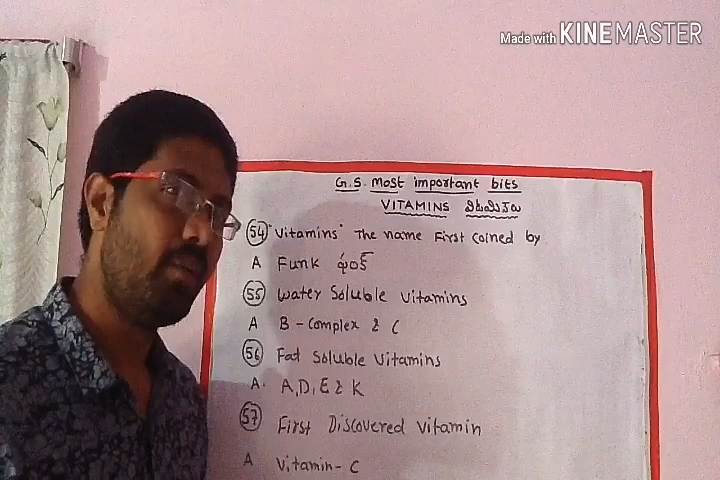 Made with KINEMASTER
G.S. Most important bits
VITAMINS విటమినులు
54 "Vitamins" The name First Coined by
A Funk ఫంక్
55 Water Soluble Vitamins
A B-Complex & C
56 Fat Soluble Vitamins
A. A, D, E & K
57 First Discovered Vitamin
A Vitamin-C